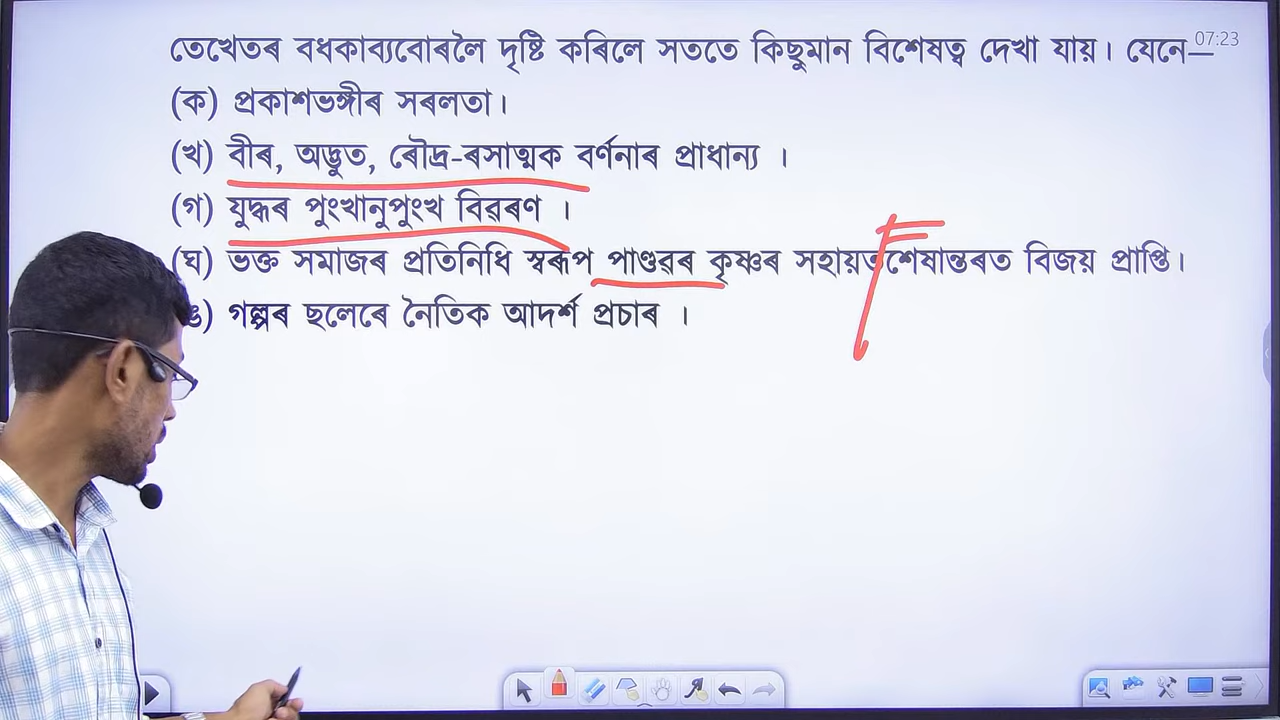 তেখেতৰ বধকাব্যবোৰলৈ দৃষ্টি কৰিলে সততে কিছুমান বিশেষত্ব দেখা যায়। যেনে—
07:23
(ক) প্ৰকাশভঙ্গীৰ সৰলতা।
(খ) বীৰ, অদ্ভুত, ৰৌদ্ৰ-ৰসাত্মক বৰ্ণনাৰ প্ৰাধান্য ।
(গ) যুদ্ধৰ পুংখানুপুংখ বিৱৰণ ।
(ঘ) ভক্ত সমাজৰ প্ৰতিনিধি স্বৰূপ পাণ্ডৱৰ কৃষ্ণৰ সহায়ত শেষান্তৰত বিজয় প্ৰাপ্তি।
ঙ) গল্পৰ ছলেৰে নৈতিক আদৰ্শ প্ৰচাৰ ।